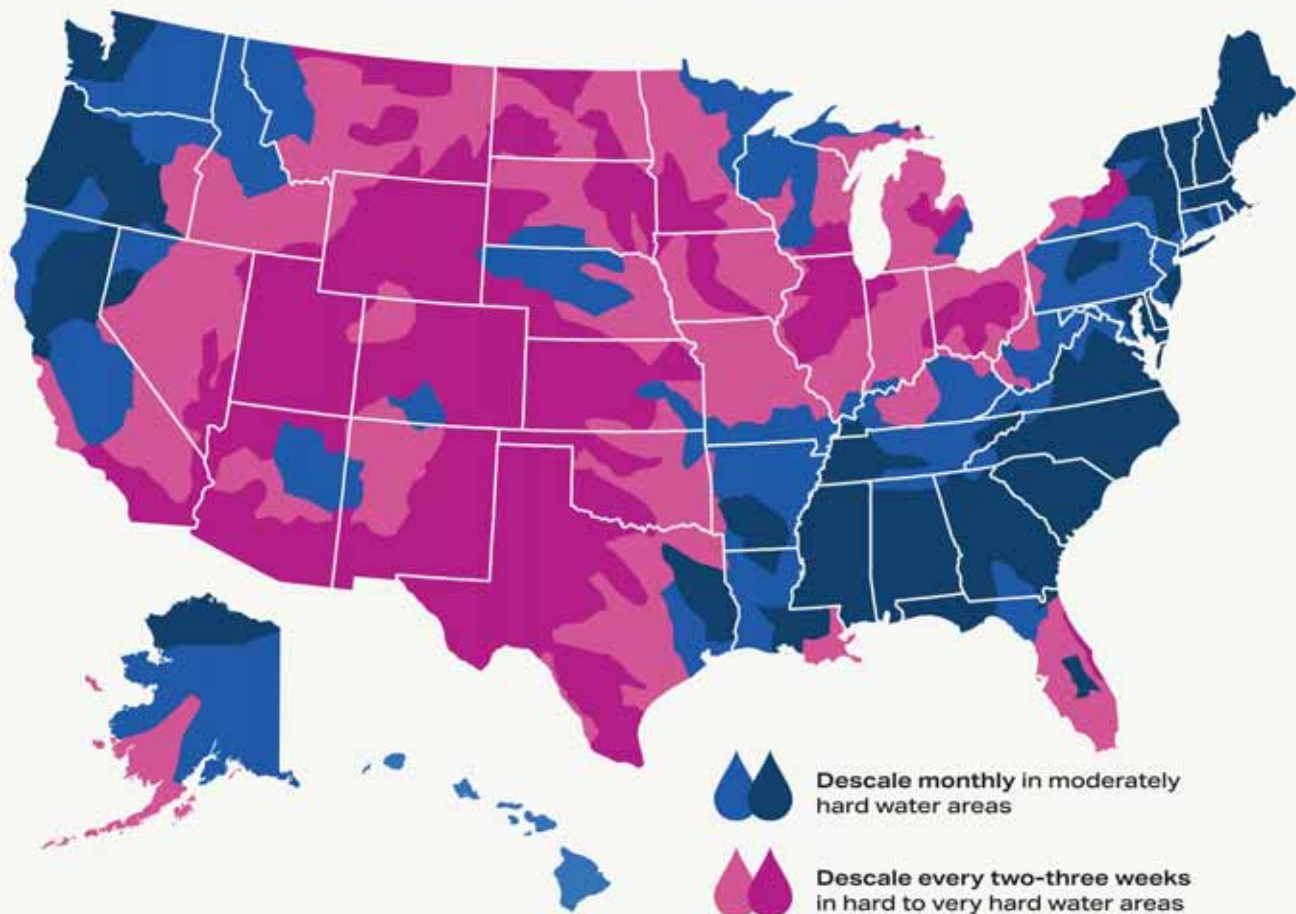 Descale monthly in moderately
hard water areas
Descale every two-three weeks
in hard to very hard water areas